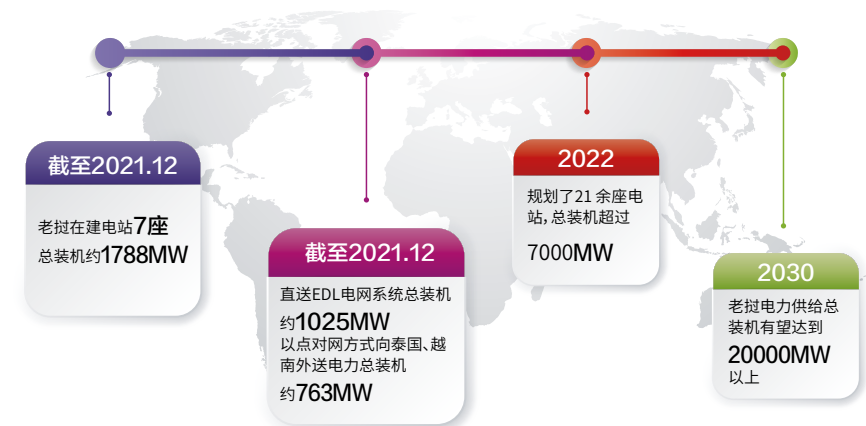 截至2021.12
老挝在建电站7座
总装机约1788MW
截至2021.12
直送EDL电网系统总装机
约1025MW
以点对网方式向泰国、越
南外送电力总装机
约763MW
2022
规划了21 余座电
站，总装机超过
7000MW
2030
老挝电力供给总
装机有望达到
20000MW
以上